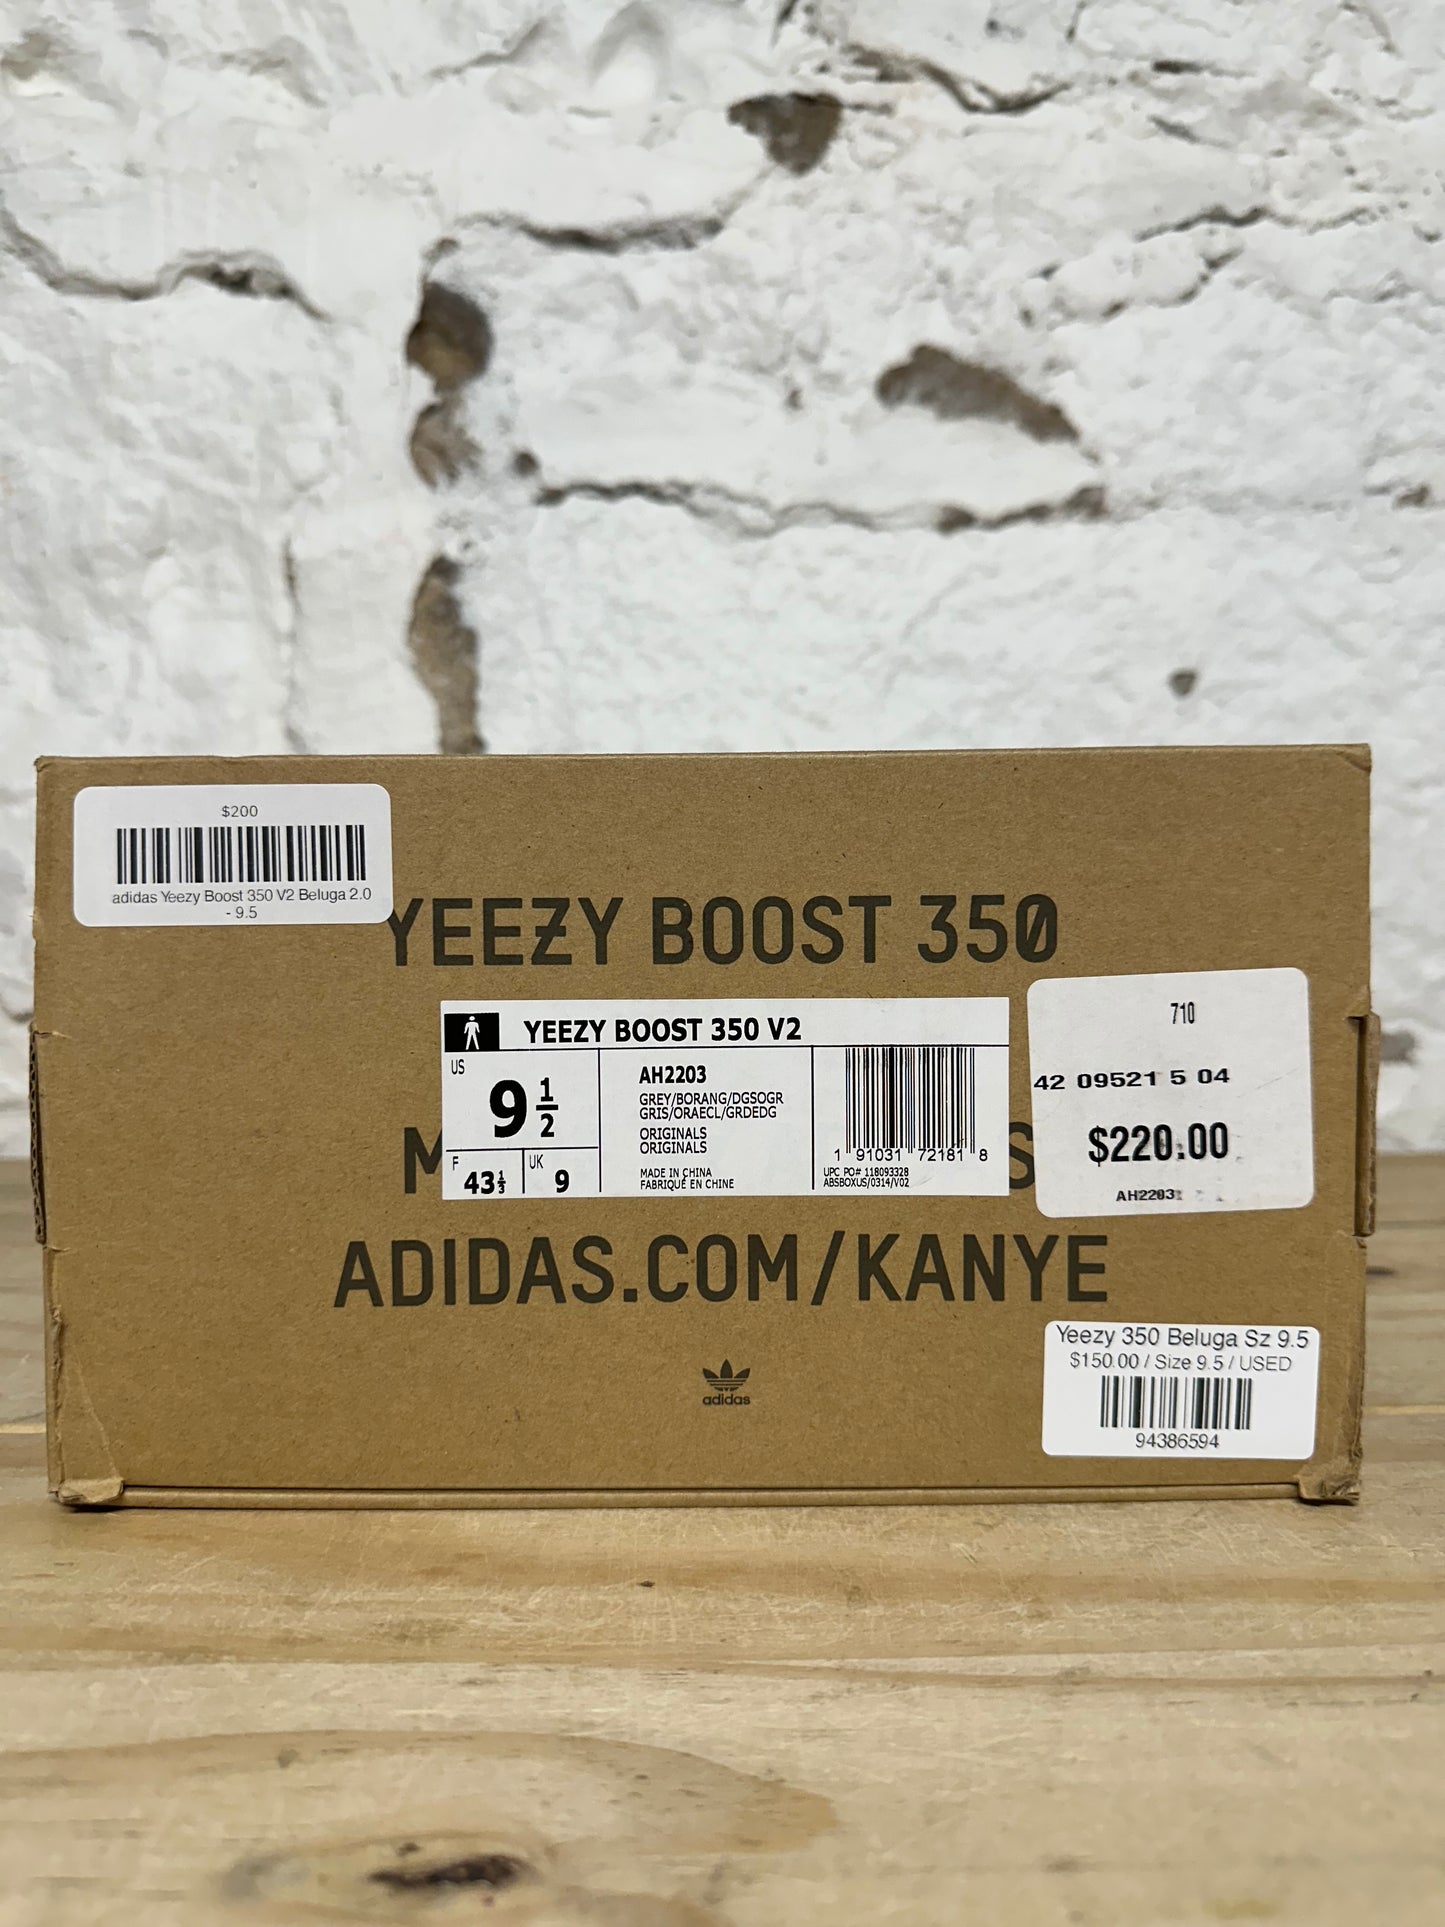 $200
adidas Yeezy Boost 350 V2 Beluga 2.0
- 9.5
YEEZY BOOST 350
YEEZY BOOST 350 V2
US
9 1/2
F
43 1/3
UK
9
AH2203
GREY/BORANG/DGSOGR
GRIS/ORAECL/GRDEDG
ORIGINALS
ORIGINALS
MADE IN CHINA
FABRIQUÉ EN CHINE
1 91031 72181 8
UPC PO# 118093328
ABSBOXUS/0314/V02
M
S
710
42 09521 5 04
$220.00
AH2203
ADIDAS.COM/KANYE
adidas
Yeezy 350 Beluga Sz 9.5
$150.00 / Size 9.5 / USED
94386594